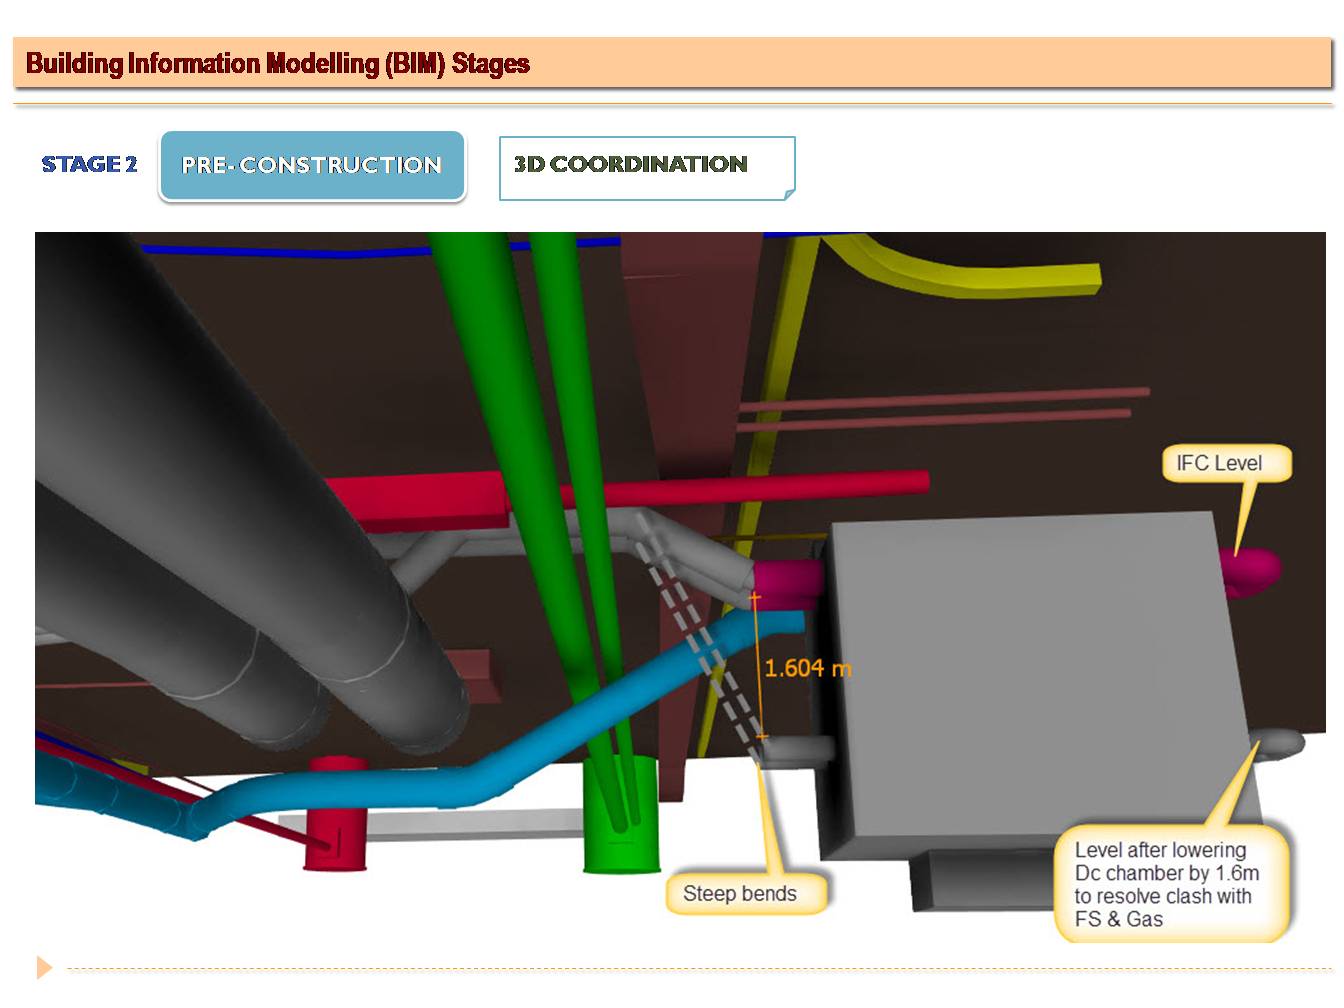 Building Information Modelling (BIM) Stages
STAGE 2
PRE- CONSTRUCTION
3D COORDINATION
IFC Level
1.604 m
Steep bends
Level after lowering
Dc chamber by 1.6m
to resolve clash with
FS & Gas